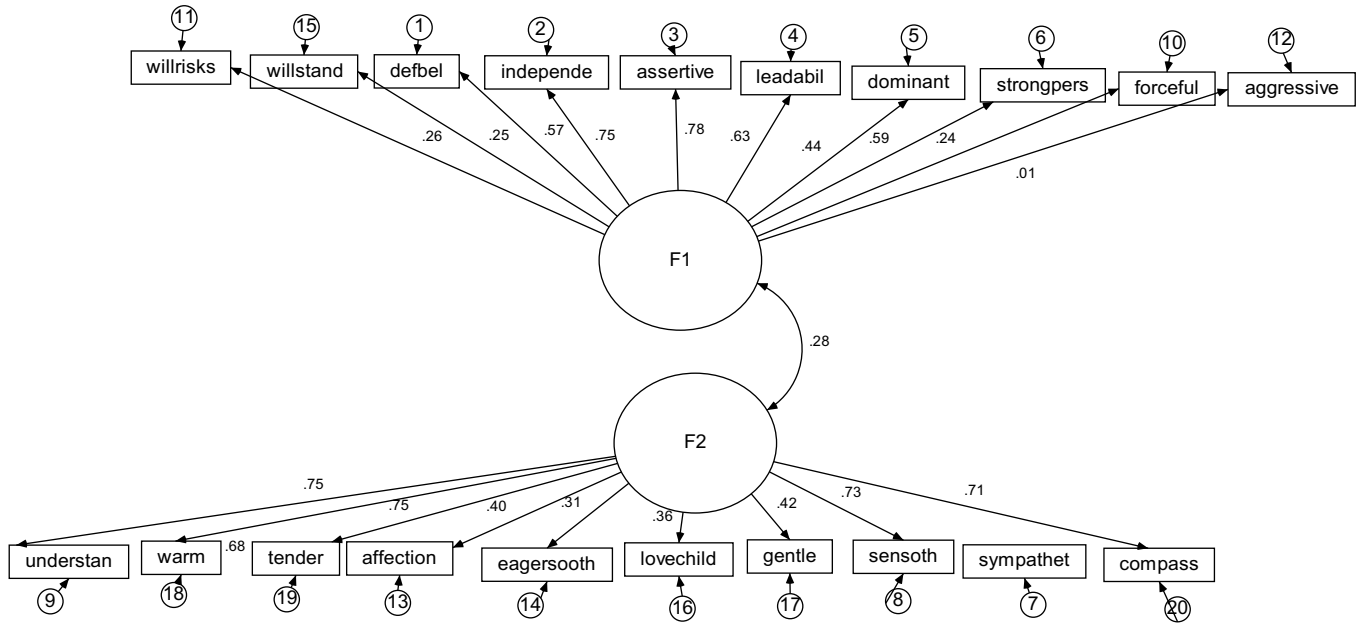 11
15
1
2
3
4
5
6
10
12
willrisks
willstand
defbel
independe
assertive
leadabil
dominant
strongpers
forceful
aggressive
.26
.25
.57
.75
.78
.63
.44
.59
.24
.01
F1
.28
F2
.75
.75
.68
.40
.31
.36
.42
.73
.71
understan
warm
tender
affection
eagersooth
lovechild
gentle
sensoth
sympathet
compass
9
18
19
13
14
16
17
8
7
20